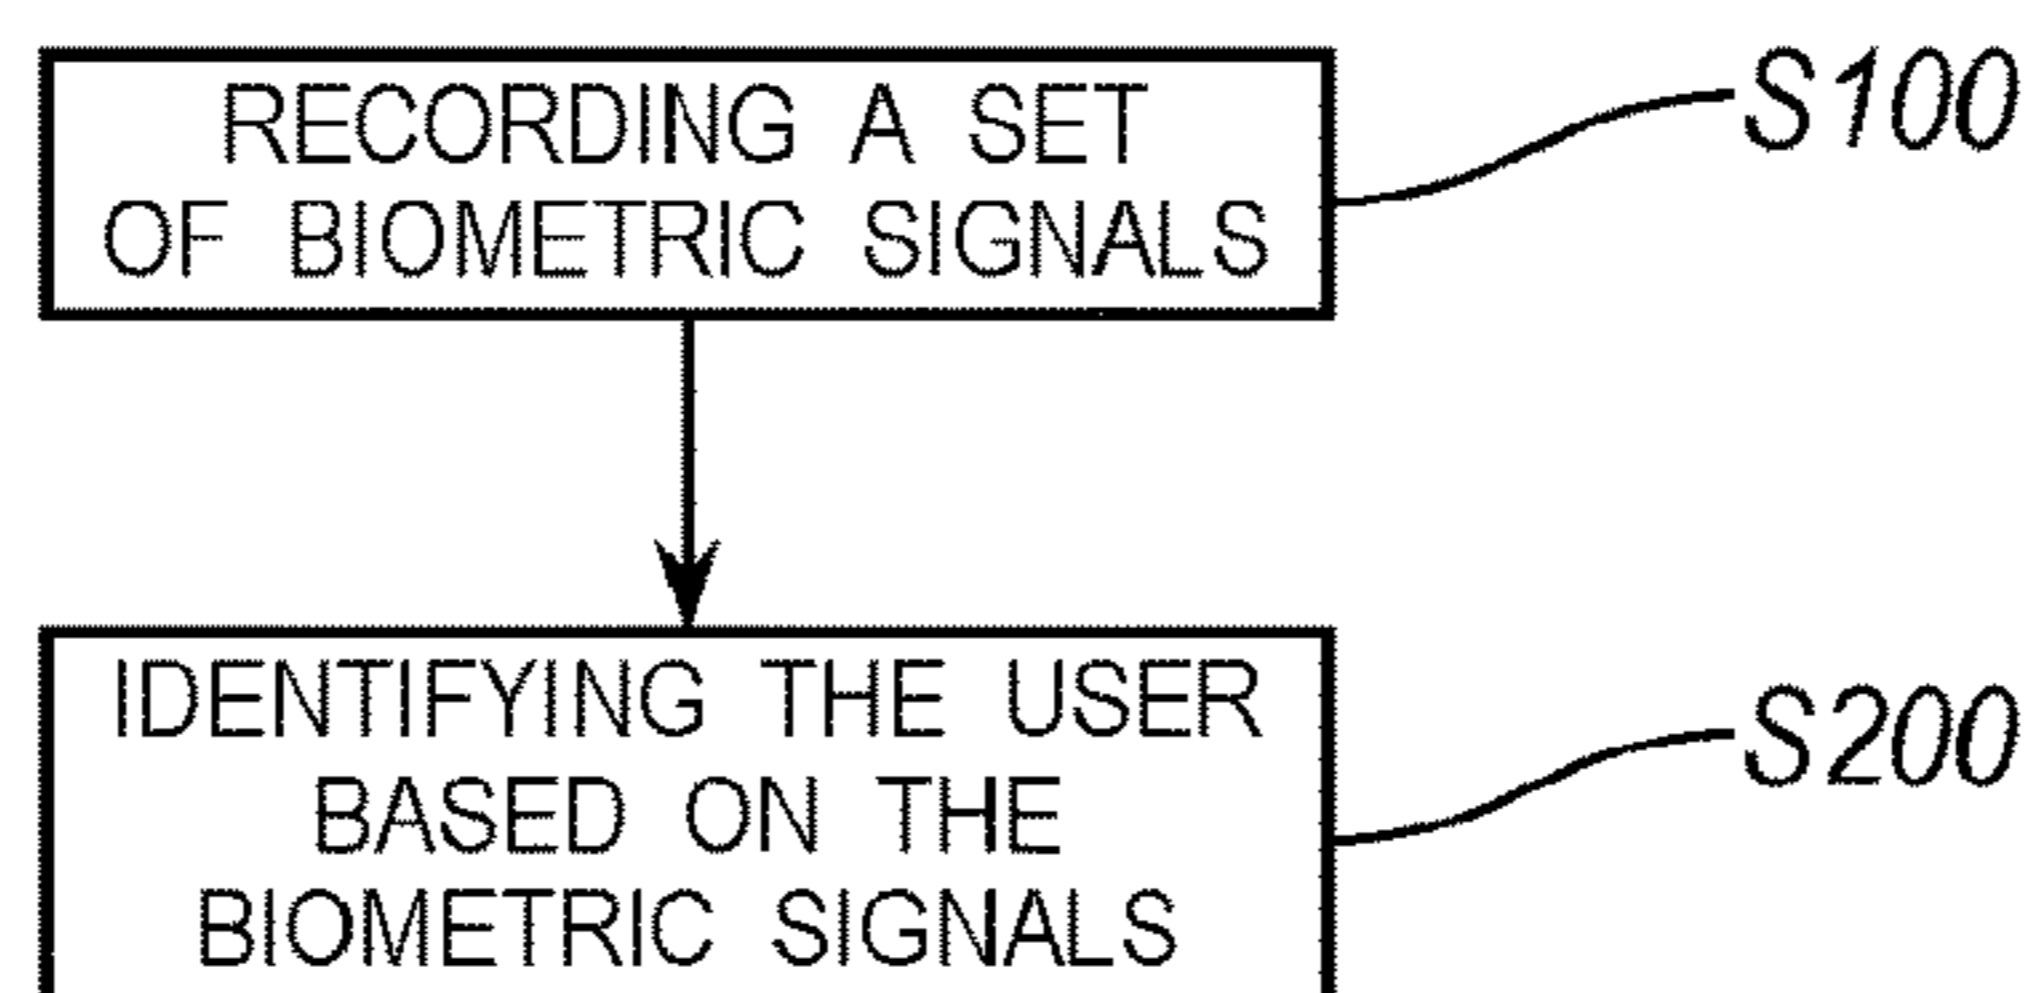 RECORDING A SET
OF BIOMETRIC SIGNALS
S100
IDENTIFYING THE USER
BASED ON THE
BIOMETRIC SIGNALS
S200